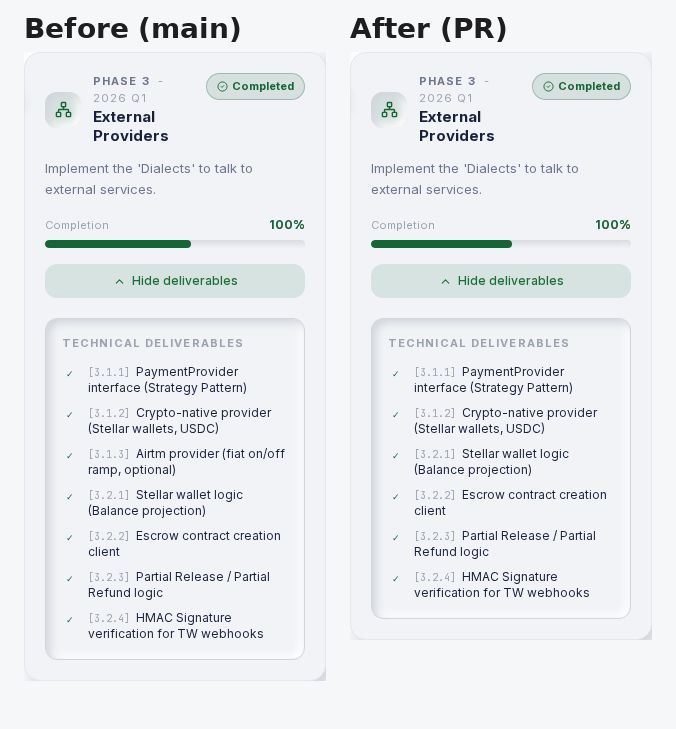 Before (main)
PHASE 3 -
2026 Q1
External
Providers
Completed
Implement the 'Dialects' to talk to
external services.
Completion
100%
Hide deliverables
TECHNICAL DELIVERABLES
✓ [3.1.1] PaymentProvider
interface (Strategy Pattern)
✓ [3.1.2] Crypto-native provider
(Stellar wallets, USDC)
✓ [3.1.3] Airtm provider (fiat on/off
ramp, optional)
✓ [3.2.1] Stellar wallet logic
(Balance projection)
✓ [3.2.2] Escrow contract creation
client
✓ [3.2.3] Partial Release / Partial
Refund logic
✓ [3.2.4] HMAC Signature
verification for TW webhooks
After (PR)
PHASE 3 -
2026 Q1
External
Providers
Completed
Implement the 'Dialects' to talk to
external services.
Completion
100%
Hide deliverables
TECHNICAL DELIVERABLES
✓ [3.1.1] PaymentProvider
interface (Strategy Pattern)
✓ [3.1.2] Crypto-native provider
(Stellar wallets, USDC)
✓ [3.2.1] Stellar wallet logic
(Balance projection)
✓ [3.2.2] Escrow contract creation
client
✓ [3.2.3] Partial Release / Partial
Refund logic
✓ [3.2.4] HMAC Signature
verification for TW webhooks